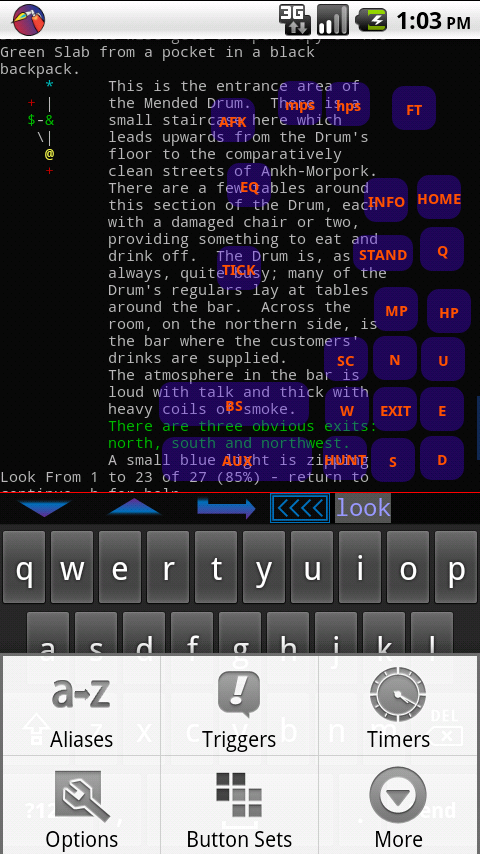 3G 1:03 PM
Green Slab from a pocket in a black
backpack.
* This is the entrance area of
+ | the Mended Drum. There is a
$-& small staircase here which
\| leads upwards from the Drum's
@ floor to the comparatively
+ clean streets of Ankh-Morpork.
There are a few tables around
this section of the Drum, each
with a damaged chair or two,
providing something to eat and
drink off. The Drum is, as
always, quite busy; many of the
Drum's regulars lay at tables
around the bar. Across the
room, on the northern side, is
the bar where the customers'
drinks are supplied.
The atmosphere in the bar is
loud with talk and thick with
heavy coils of smoke.
There are three obvious exits:
north, south and northwest.
A small blue light is zipping
Look From 1 to 23 of 27 (85%) - return to
mps hps FT
AFK
EQ INFO HOME
STAND Q
TICK
MP HP
SC N U
BS W EXIT E
AUX HUNT S D
look
q w e r t y u i o p
a s d f g h j k l
z x c v b n m DEL
?12 , .
Aliases Triggers Timers
Options Button Sets More